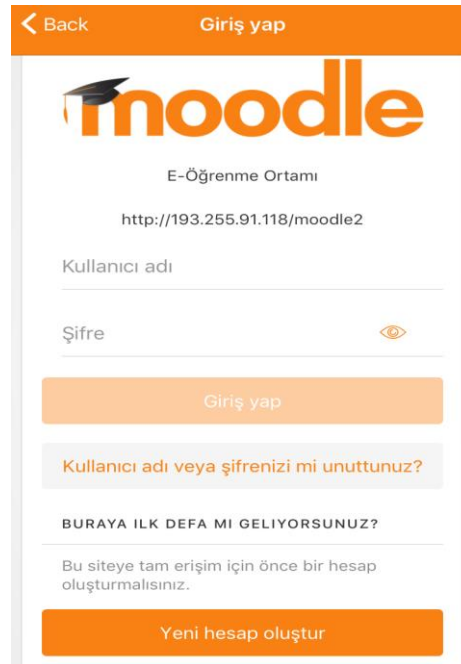 Back
Giriş yap
moodle
E-Öğrenme Ortamı
http://193.255.91.118/moodle2
Kullanıcı adı
Şifre
Giriş yap
Kullanıcı adı veya şifrenizi mi unuttunuz?
BURAYA ILK DEFA MI GELIYORSUNUZ?
Bu siteye tam erişim için önce bir hesap
oluşturmalısınız.
Yeni hesap oluştur